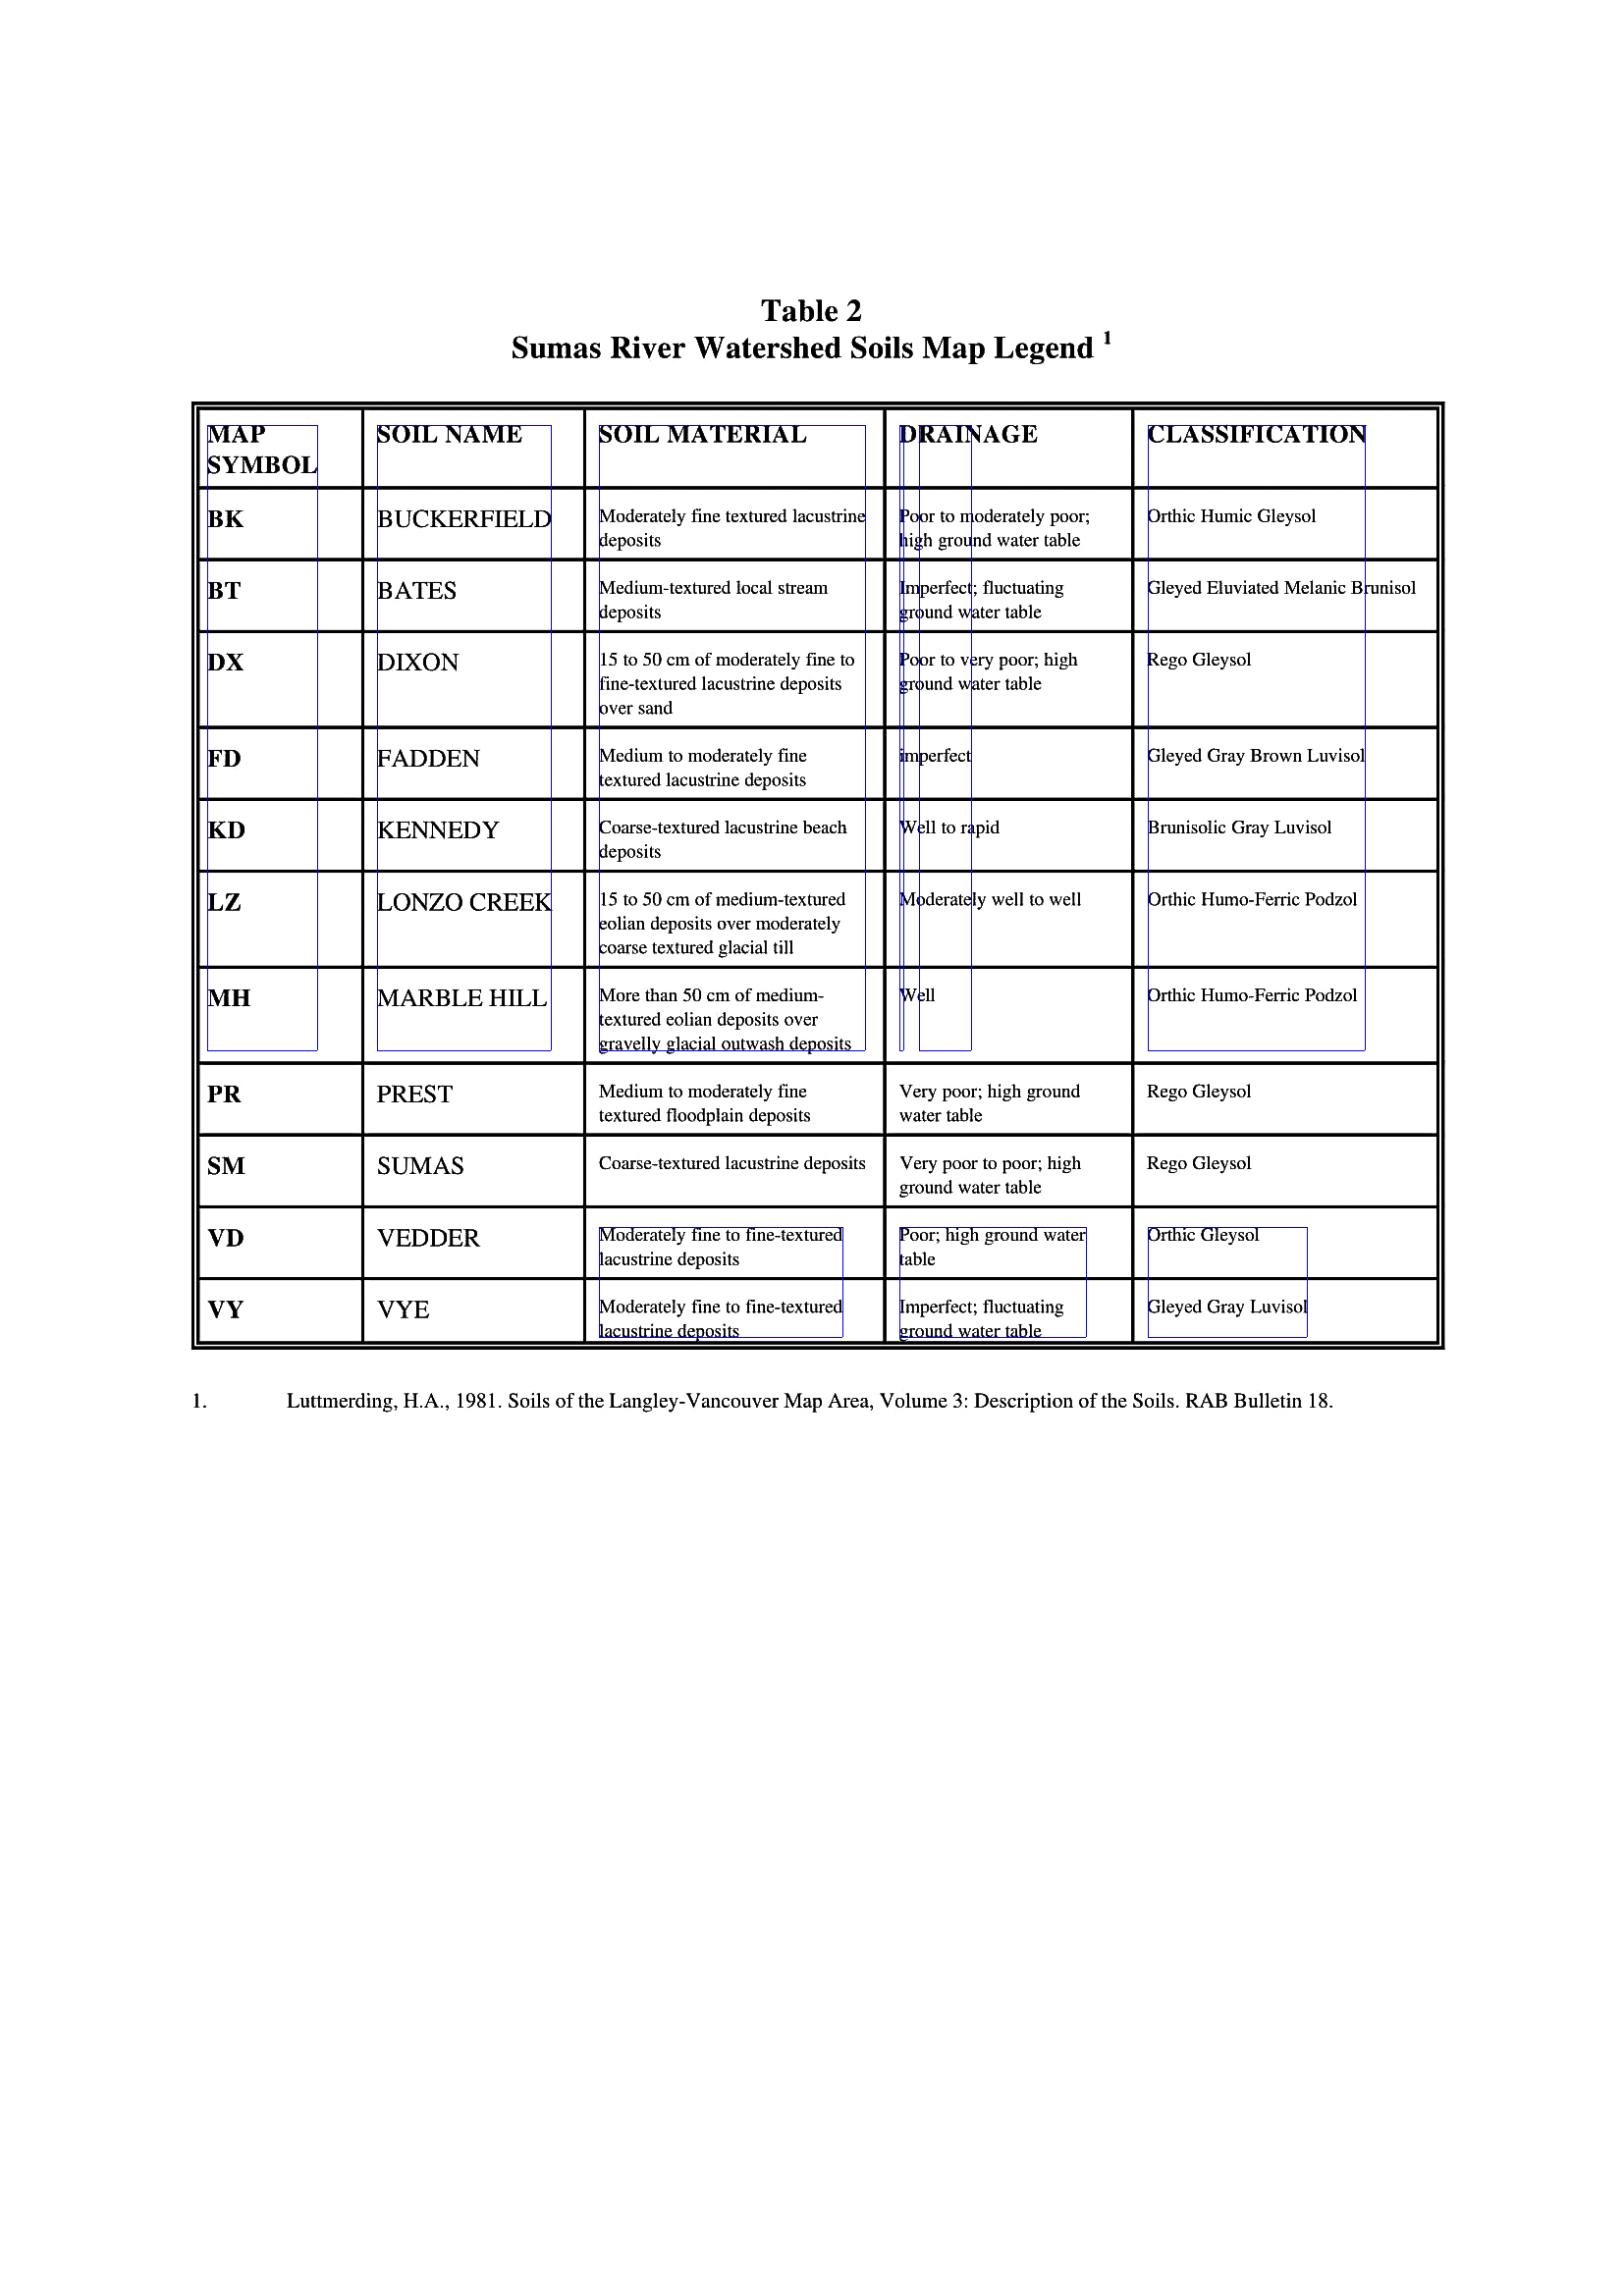 Table 2
Sumas River Watershed Soils Map Legend 1
MAP SYMBOL SOIL NAME SOIL MATERIAL DRAINAGE CLASSIFICATION
BK BUCKERFIELD Moderately fine textured lacustrine deposits Poor to moderately poor; high ground water table Orthic Humic Gleysol
BT BATES Medium-textured local stream deposits Imperfect; fluctuating ground water table Gleyed Eluviated Melanic Brunisol
DX DIXON 15 to 50 cm of moderately fine to fine-textured lacustrine deposits over sand Poor to very poor; high ground water table Rego Gleysol
FD FADDEN Medium to moderately fine textured lacustrine deposits imperfect Gleyed Gray Brown Luvisol
KD KENNEDY Coarse-textured lacustrine beach deposits Well to rapid Brunisolic Gray Luvisol
LZ LONZO CREEK 15 to 50 cm of medium-textured eolian deposits over moderately coarse textured glacial till Moderately well to well Orthic Humo-Ferric Podzol
MH MARBLE HILL More than 50 cm of medium-textured eolian deposits over gravelly glacial outwash deposits Well Orthic Humo-Ferric Podzol
PR PREST Medium to moderately fine textured floodplain deposits Very poor; high ground water table Rego Gleysol
SM SUMAS Coarse-textured lacustrine deposits Very poor to poor; high ground water table Rego Gleysol
VD VEDDER Moderately fine to fine-textured lacustrine deposits Poor; high ground water table Orthic Gleysol
VY VYE Moderately fine to fine-textured lacustrine deposits Imperfect; fluctuating ground water table Gleyed Gray Luvisol
1. Luttmerding, H.A., 1981. Soils of the Langley-Vancouver Map Area, Volume 3: Description of the Soils. RAB Bulletin 18.